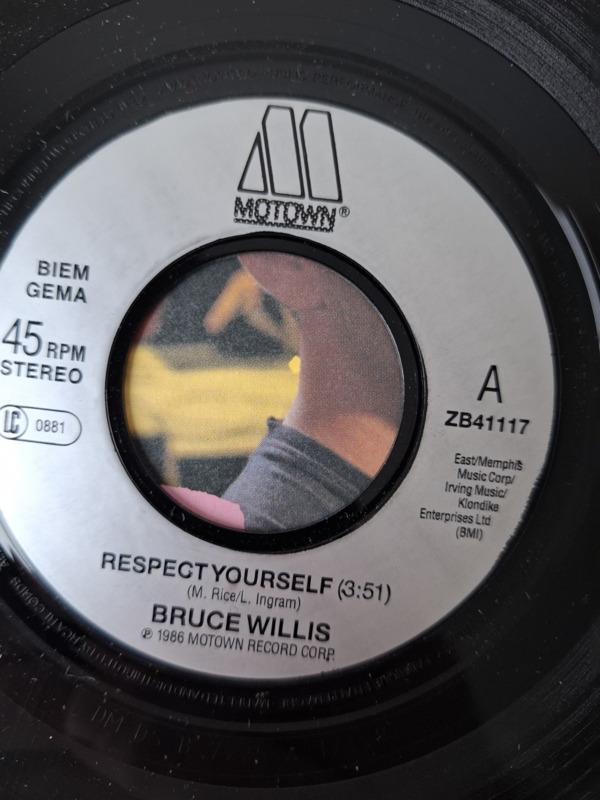 MOTOWN®
BIEM
GEMA
45 RPM
STEREO
LC 0881
A
ZB41117
East/Memphis
Music Corp/
Irving Music/
Klondike
Enterprises Ltd
(BMI)
RESPECT YOURSELF (3:51)
(M. Rice/L. Ingram)
BRUCE WILLIS
℗ 1986 MOTOWN RECORD CORP.